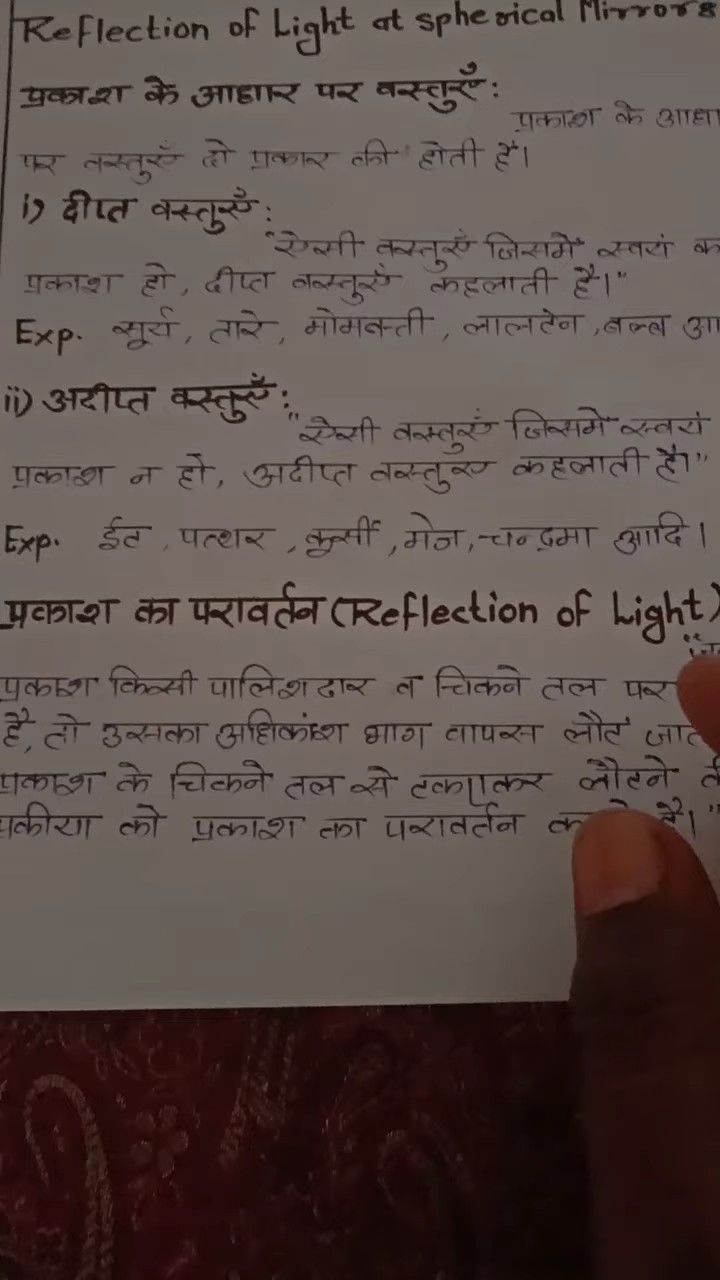 Reflection of Light at spherical Mirrors
प्रकाश के आधार पर वस्तुएँ:
प्रकाश के आधा
पर वस्तुएँ दो प्रकार की होती है।
i) दीप्त वस्तुएँ:
"ऐसी वस्तुएँ जिसमें स्वयं क
प्रकाश हो, दीप्त वस्तुएँ कहलाती है।"
Exp. सूर्य, तारे, मोमबत्ती, लालटेन, बल्ब आ
ii) अदीप्त वस्तुएँ:
"ऐसी वस्तुएँ जिसमे स्वयं
प्रकाश न हो, अदीप्त वस्तुए कहलाती है।"
Exp. ईट, पत्थर, कुर्सी, मेज, चन्द्रमा आदि।
प्रकाश का परावर्तन (Reflection of Light)
प्रकाश किसी पालिशदार व चिकने तल पर
है, तो उसका अधिकांश भाग वापस लौट जात
प्रकाश के चिकने तल से टकराकर लौटने की
प्रकीया को प्रकाश का परावर्तन है।"